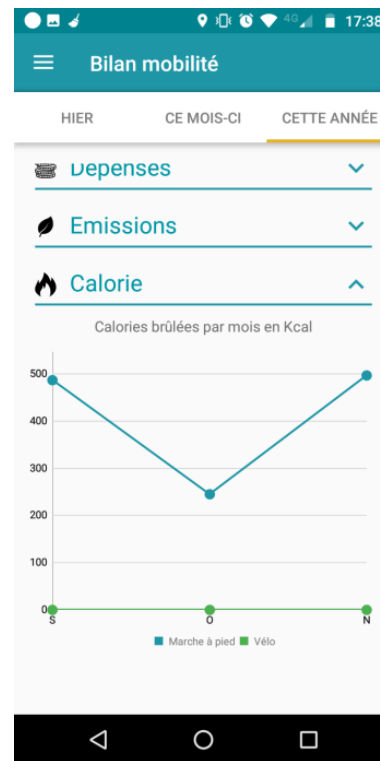 4G 17:38
Bilan mobilité
HIER CE MOIS-CI CETTE ANNÉE
Dépenses
Emissions
Calorie
Calories brûlées par mois en Kcal
500
400
300
200
100
0
S O N
Marche à pied Vélo